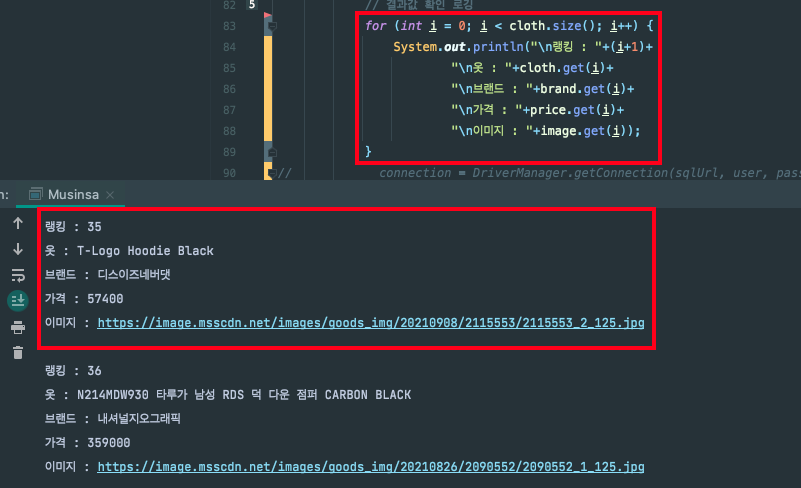 82 5 // 결과값 확인 로깅
83 for (int i = 0; i < cloth.size(); i++) {
84 System.out.println("\n랭킹 : "+(i+1)+
85 "\n옷 : "+cloth.get(i)+
86 "\n브랜드 : "+brand.get(i)+
87 "\n가격 : "+price.get(i)+
88 "\n이미지 : "+image.get(i));
89 }
90 // connection = DriverManager.getConnection(sqlUrl, user, pass
n: Musinsa ×
랭킹 : 35
옷 : T-Logo Hoodie Black
브랜드 : 디스이즈네버댓
가격 : 57400
이미지 : https://image.msscdn.net/images/goods_img/20210908/2115553/2115553_2_125.jpg
랭킹 : 36
옷 : N214MDW930 타루가 남성 RDS 덕 다운 점퍼 CARBON BLACK
브랜드 : 내셔널지오그래픽
가격 : 359000
이미지 : https://image.msscdn.net/images/goods_img/20210826/2090552/2090552_1_125.jpg